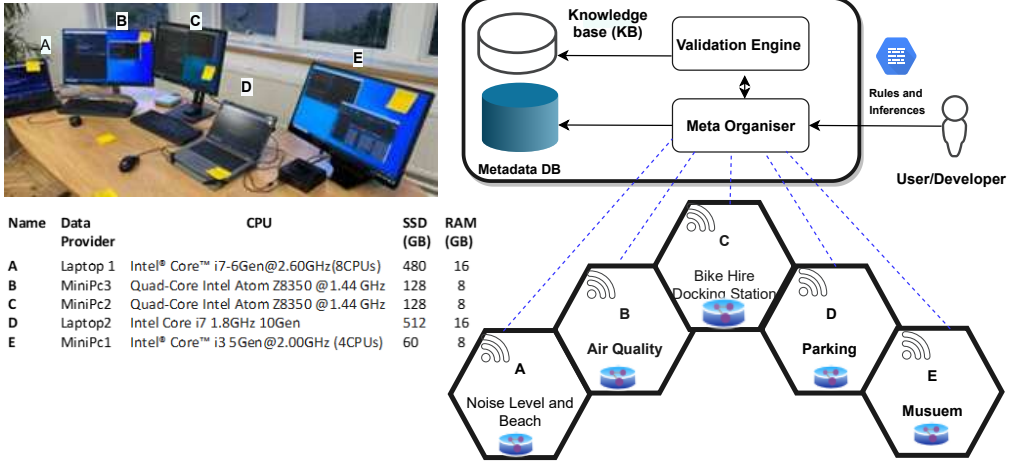 A
B
C
D
E
Name Data Provider CPU SSD (GB) RAM (GB)
A Laptop 1 Intel® Core™ i7-6Gen@2.60GHz(8CPUs) 480 16
B MiniPc3 Quad-Core Intel Atom Z8350 @1.44 GHz 128 8
C MiniPc2 Quad-Core Intel Atom Z8350 @1.44 GHz 128 8
D Laptop2 Intel Core i7 1.8GHz 10Gen 512 16
E MiniPc1 Intel® Core™ i3 5Gen@2.00GHz (4CPUs) 60 8
Knowledge
base (KB)
Validation Engine
Meta Organiser
Metadata DB
Rules and
Inferences
User/Developer
C
Bike Hire
Docking Station
B
Air Quality
D
Parking
A
Noise Level and
Beach
E
Musuem